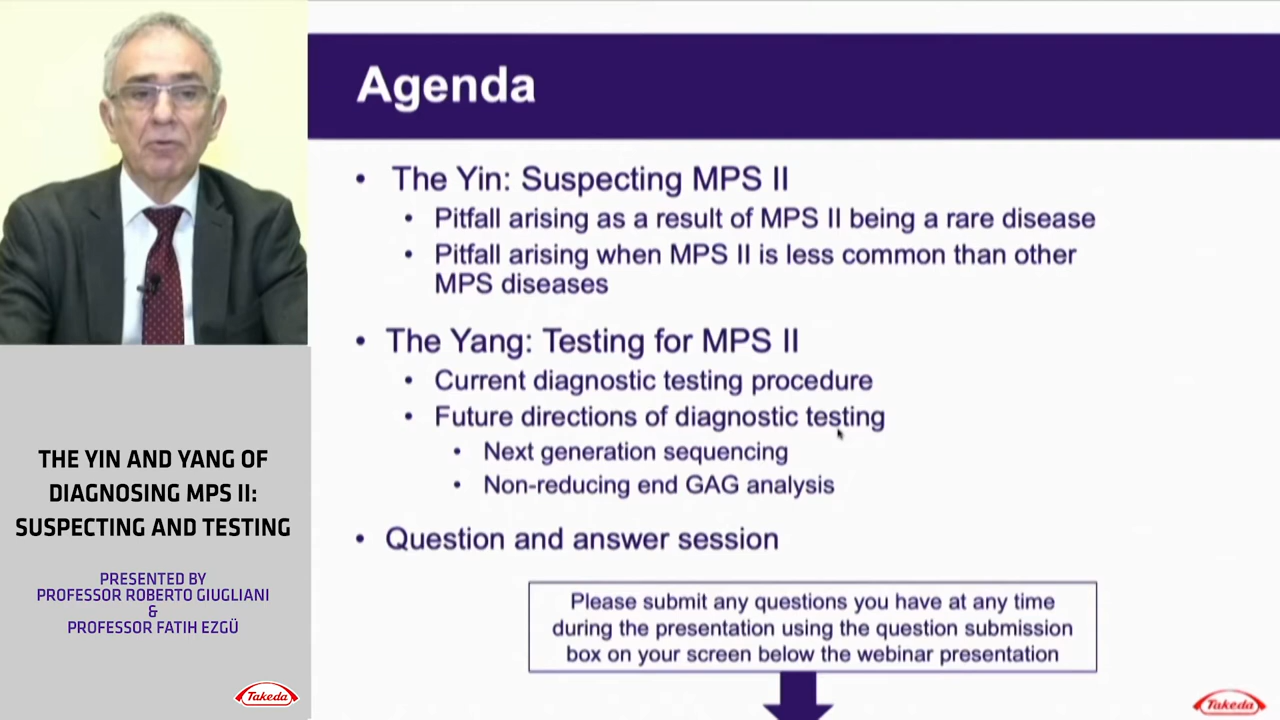 Agenda
• The Yin: Suspecting MPS II
• Pitfall arising as a result of MPS II being a rare disease
• Pitfall arising when MPS II is less common than other
MPS diseases
• The Yang: Testing for MPS II
• Current diagnostic testing procedure
• Future directions of diagnostic testing
• Next generation sequencing
• Non-reducing end GAG analysis
• Question and answer session
Please submit any questions you have at any time
during the presentation using the question submission
box on your screen below the webinar presentation
THE YIN AND YANG OF
DIAGNOSING MPS II:
SUSPECTING AND TESTING
PRESENTED BY
PROFESSOR ROBERTO GIUGLIANI
&
PROFESSOR FATIH EZGÜ
Takeda
Takeda